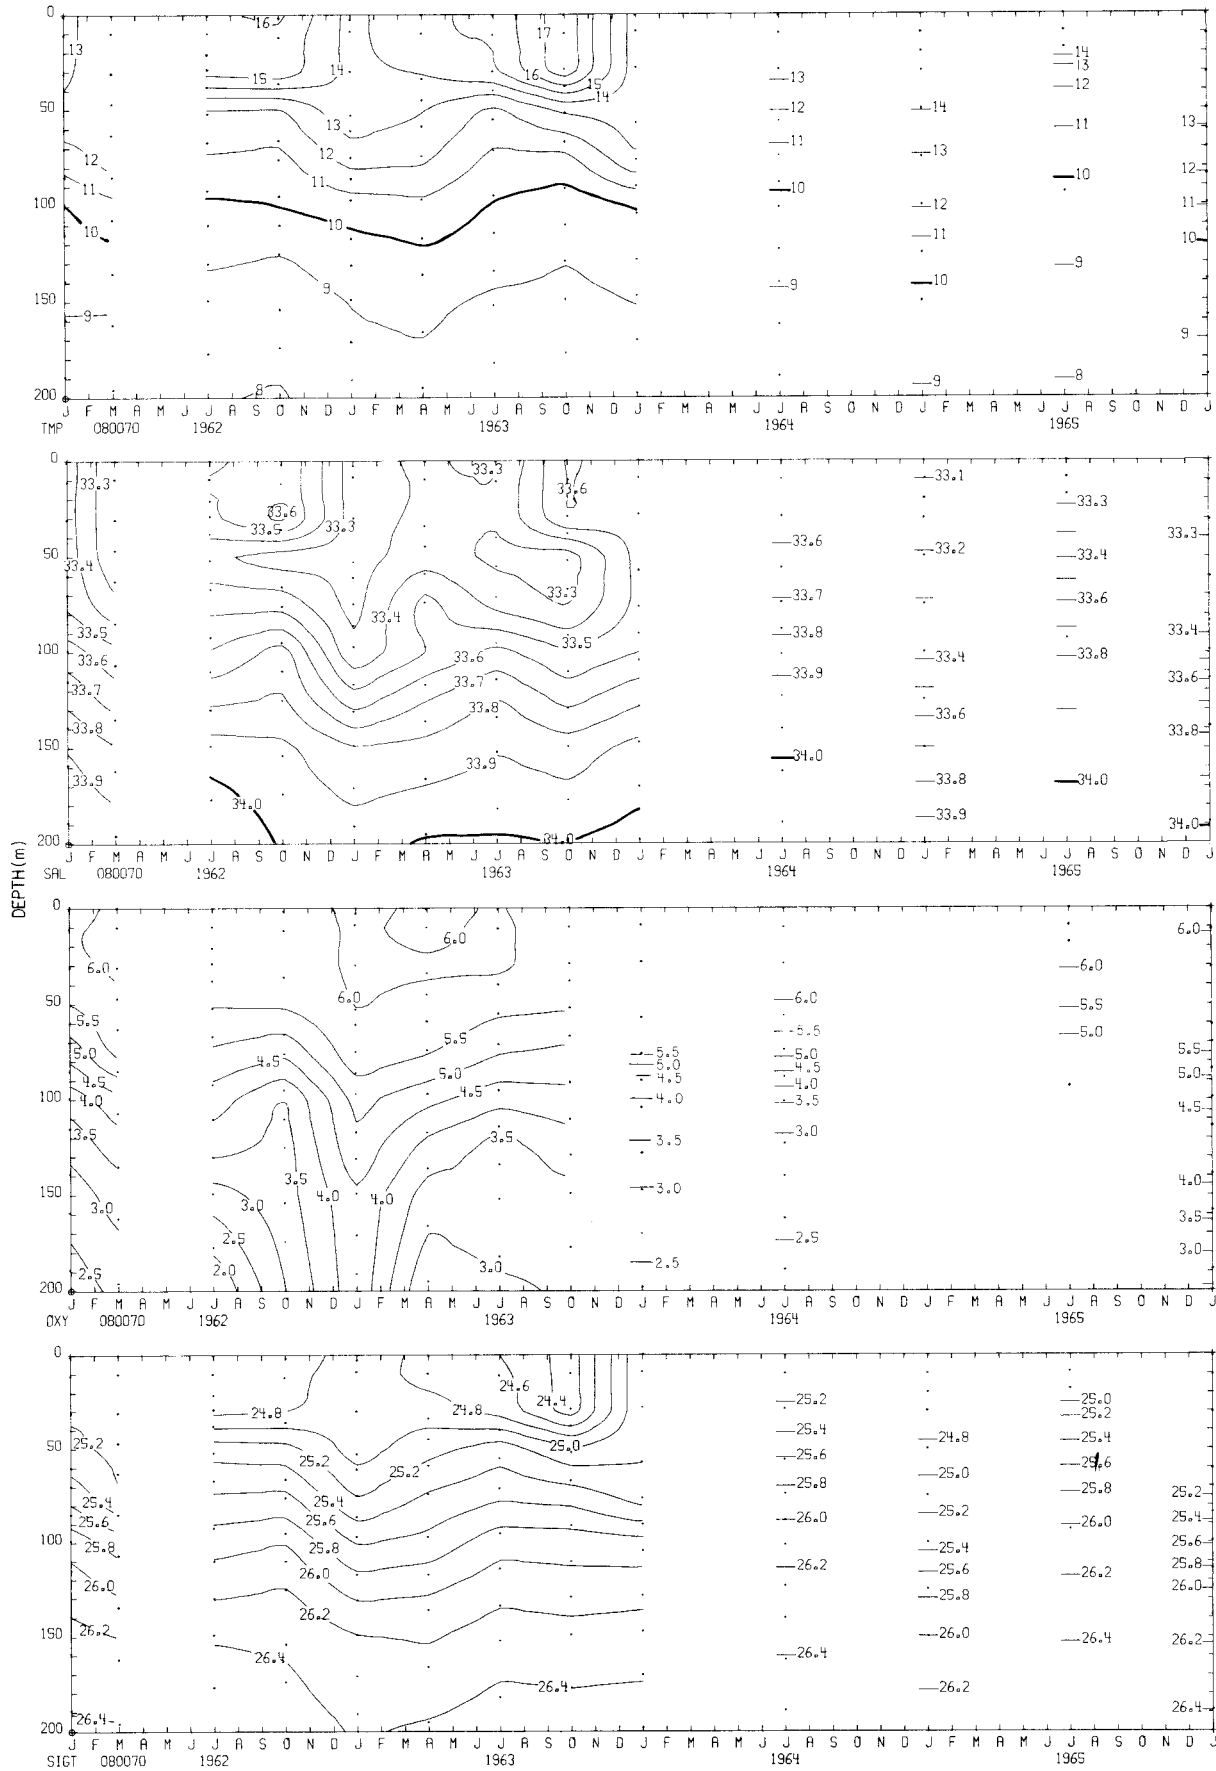 0 16 17 14 13
13 16 15 15 14 14 13 12
50 13 12 14 11 13
12 12 11 13 10 12
11 11 10 12 11
100 10 10 11 10
9 9 10 9
150 9 9
8 9 8
200
J F M A M J J A S O N D J F M A M J J A S O N D J F M A M J J A S O N D J F M A M J J A S O N D J
TMP 080070 1962 1963 1964 1965
0 33.3 33.3 33.6 33.1 33.3
33.6 33.5 33.3
50 33.4 33.6 33.2 33.4 33.3
33.3 33.7 33.6
33.5 33.4 33.5 33.8 33.4
100 33.6 33.6 33.9 33.4 33.8 33.6
33.7 33.7 33.6
33.8 33.8 33.8
150 33.9 33.9 34.0 33.8 34.0
34.0 33.9 34.0
200 34.0
DEPTH(m)
J F M A M J J A S O N D J F M A M J J A S O N D J F M A M J J A S O N D J F M A M J J A S O N D J
SAL 080070 1962 1963 1964 1965
0 6.0 6.0
6.0 6.0 6.0
50 6.0 5.5
5.5 5.5 5.5 5.0
5.0 4.5 5.0 5.5 5.0 5.5
4.5 4.5 5.0 4.5 5.0
4.0 4.5 4.0
100 4.0 3.5 4.5
3.5 3.5 3.5 3.0
150 3.5 4.0 4.0 3.0 4.0
3.0 3.0 3.5
2.5 2.5 3.0
2.5 2.0 3.0 2.5
200
J F M A M J J A S O N D J F M A M J J A S O N D J F M A M J J A S O N D J F M A M J J A S O N D J
OXY 080070 1962 1963 1964 1965
0 24.6
24.8 24.8 24.4 25.2 25.0
25.2
50 25.2 25.2 25.2 25.0 25.4 24.8 25.4
25.6 25.0 25.6
25.4 25.4 25.8 25.2 25.8 25.2
25.6 25.6 26.0 26.0 25.4
100 25.8 25.8 25.4 25.6
26.0 26.0 26.2 25.6 26.2 25.8
25.8 26.0
150 26.2 26.2 26.0 26.4 26.2
26.4 26.4
26.4 26.4 26.2 26.4
200
J F M A M J J A S O N D J F M A M J J A S O N D J F M A M J J A S O N D J F M A M J J A S O N D J
SIGT 080070 1962 1963 1964 1965